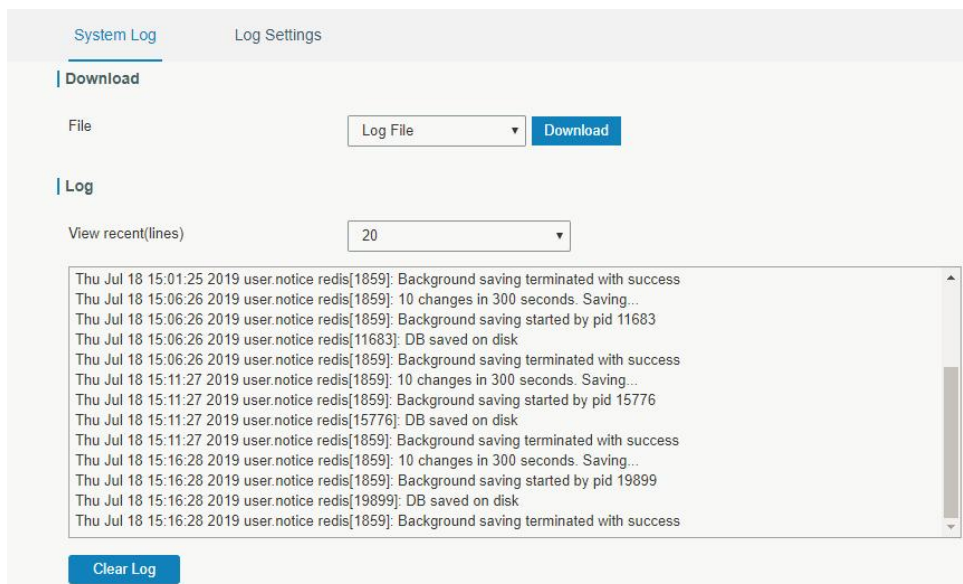 System Log Log Settings
Download
File Log File Download
Log
View recent(lines) 20
Thu Jul 18 15:01:25 2019 user.notice redis[1859]: Background saving terminated with success
Thu Jul 18 15:06:26 2019 user.notice redis[1859]: 10 changes in 300 seconds. Saving...
Thu Jul 18 15:06:26 2019 user.notice redis[1859]: Background saving started by pid 11683
Thu Jul 18 15:06:26 2019 user.notice redis[11683]: DB saved on disk
Thu Jul 18 15:06:26 2019 user.notice redis[1859]: Background saving terminated with success
Thu Jul 18 15:11:27 2019 user.notice redis[1859]: 10 changes in 300 seconds. Saving...
Thu Jul 18 15:11:27 2019 user.notice redis[1859]: Background saving started by pid 15776
Thu Jul 18 15:11:27 2019 user.notice redis[15776]: DB saved on disk
Thu Jul 18 15:11:27 2019 user.notice redis[1859]: Background saving terminated with success
Thu Jul 18 15:16:28 2019 user.notice redis[1859]: 10 changes in 300 seconds. Saving...
Thu Jul 18 15:16:28 2019 user.notice redis[1859]: Background saving started by pid 19899
Thu Jul 18 15:16:28 2019 user.notice redis[19899]: DB saved on disk
Thu Jul 18 15:16:28 2019 user.notice redis[1859]: Background saving terminated with success
Clear Log